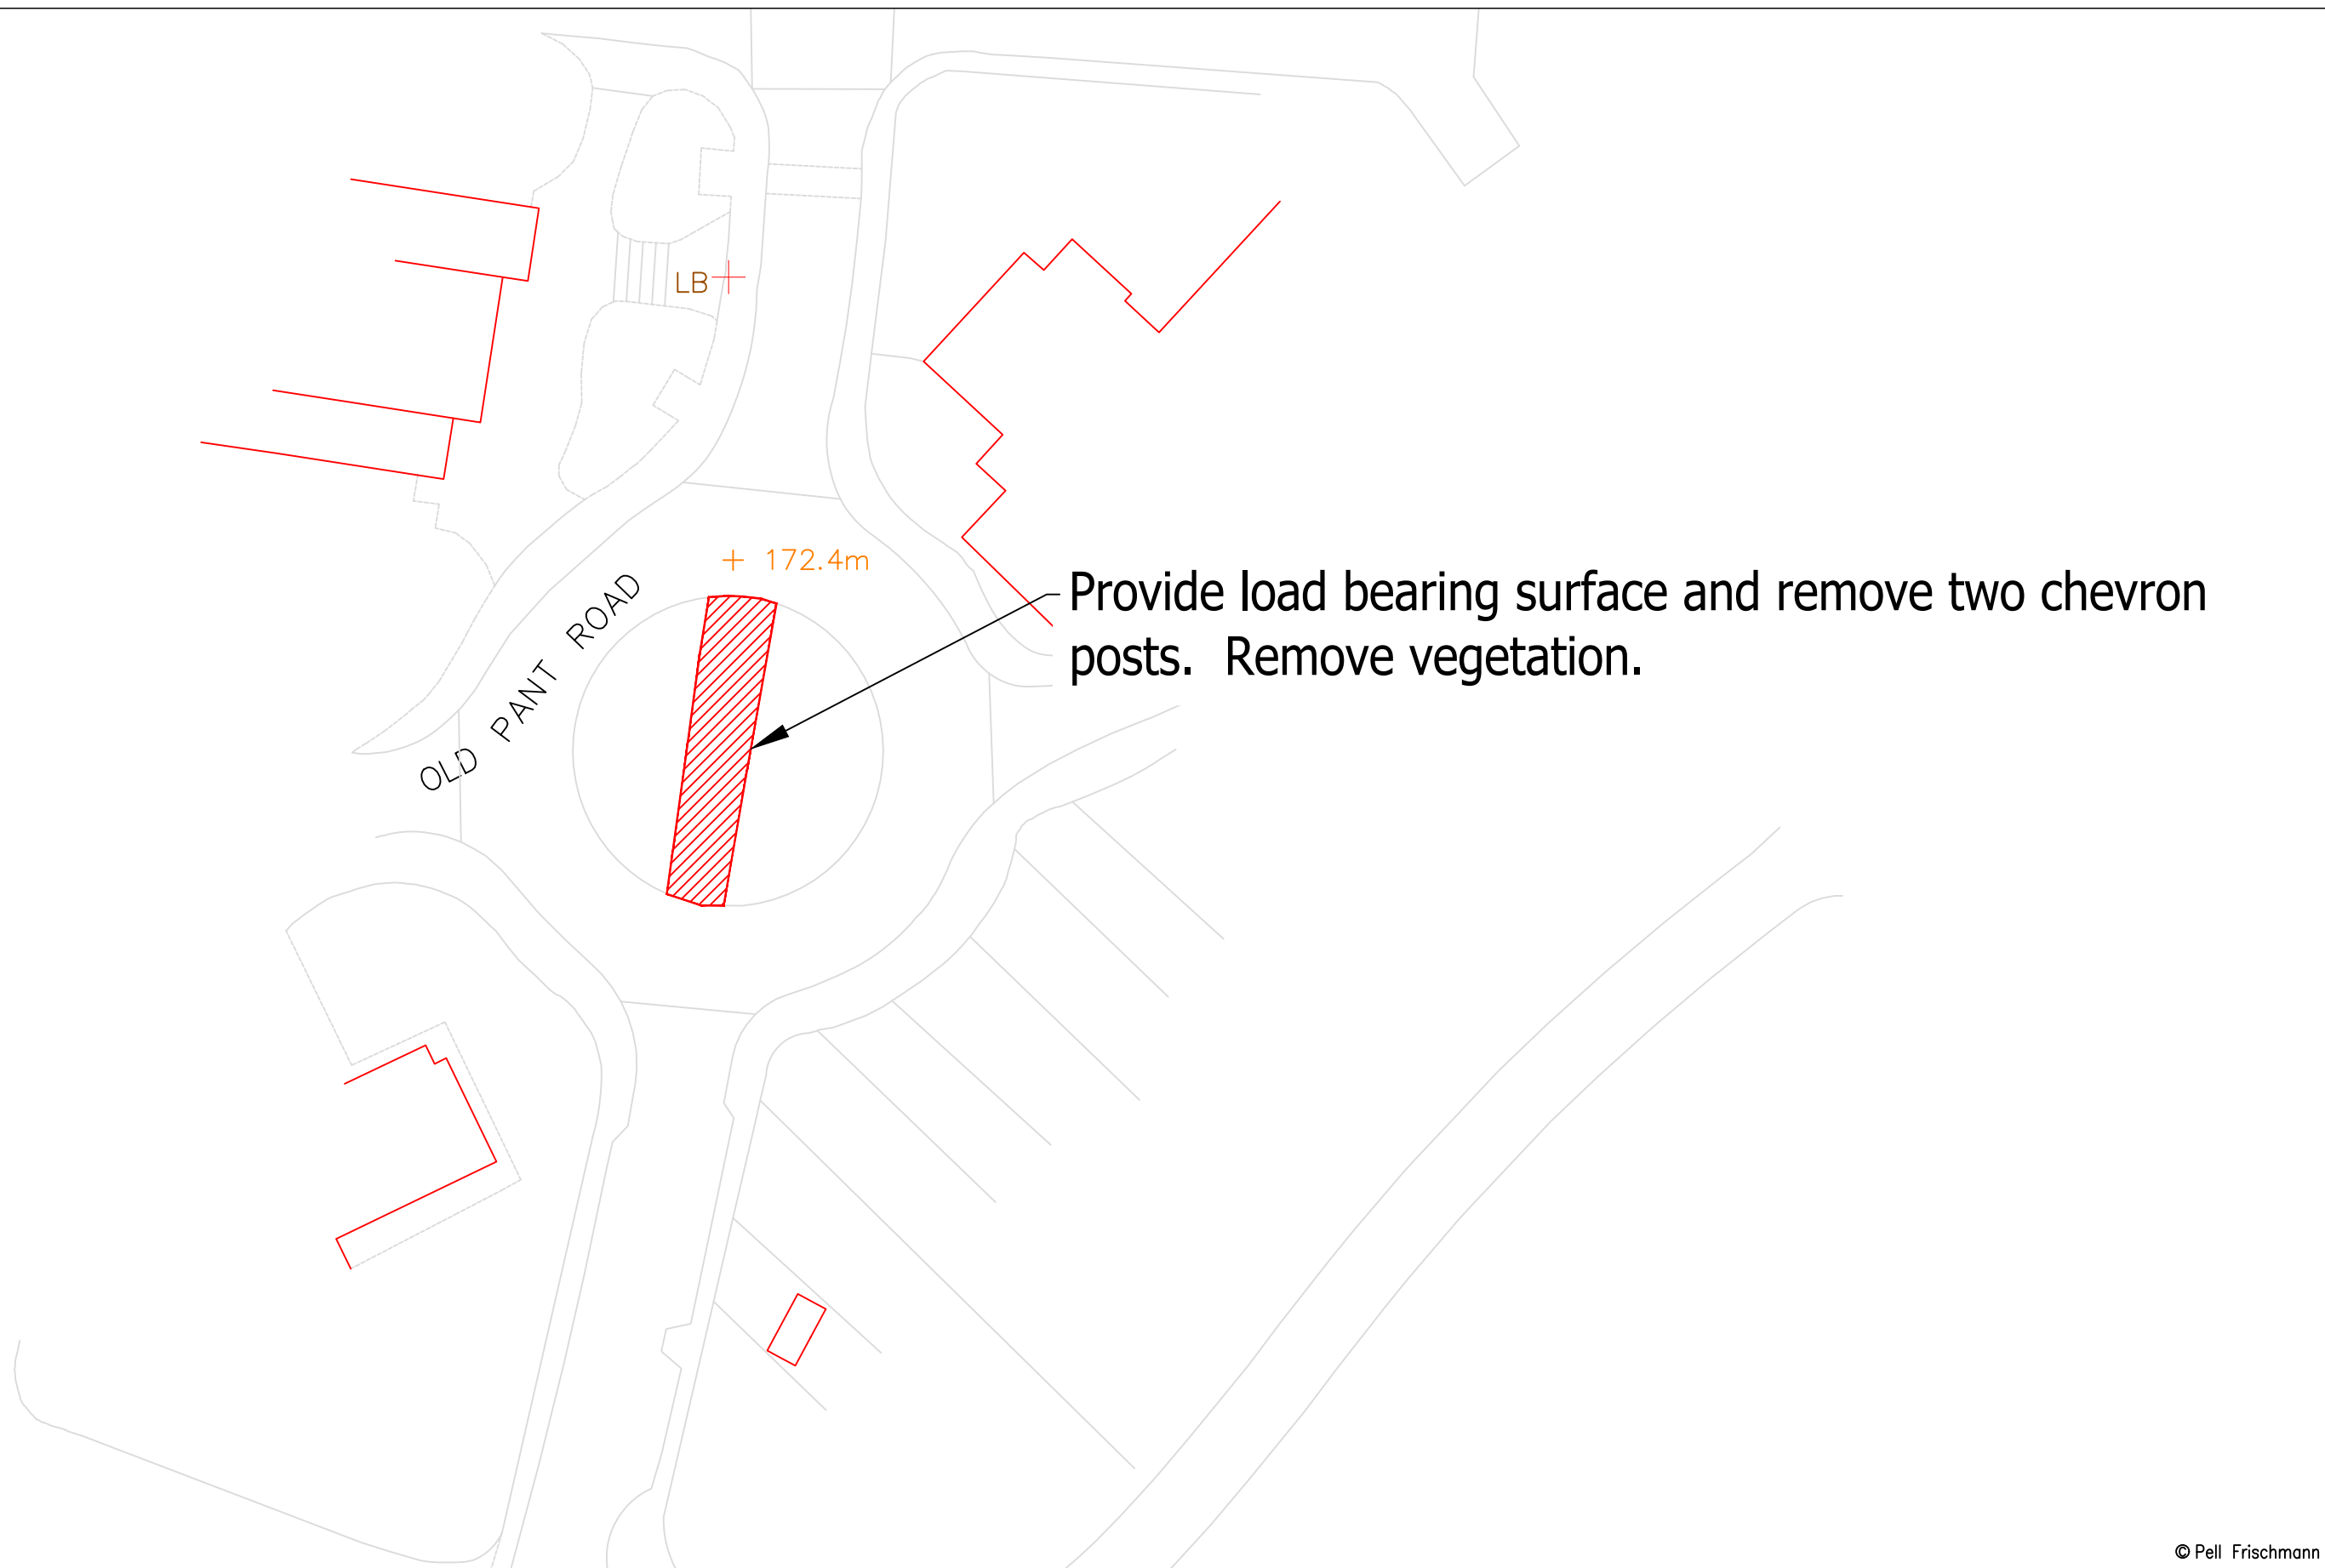 LB
172.4m
OLD PANT ROAD
Provide load bearing surface and remove two chevron
posts. Remove vegetation.
© Pell Frischmann